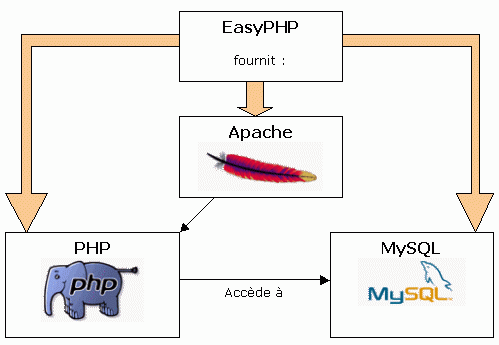 EasyPHP
fournit :
Apache
PHP
php
Accède à
MySQL
MySQL